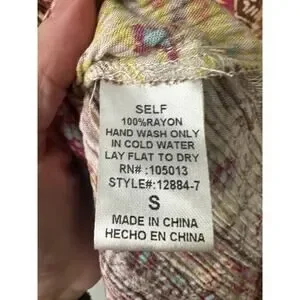 SELF
100%RAYON
HAND WASH ONLY
IN COLD WATER
LAY FLAT TO DRY
RN# :105013
STYLE#:12884-7
S
MADE IN CHINA
HECHO EN CHINA